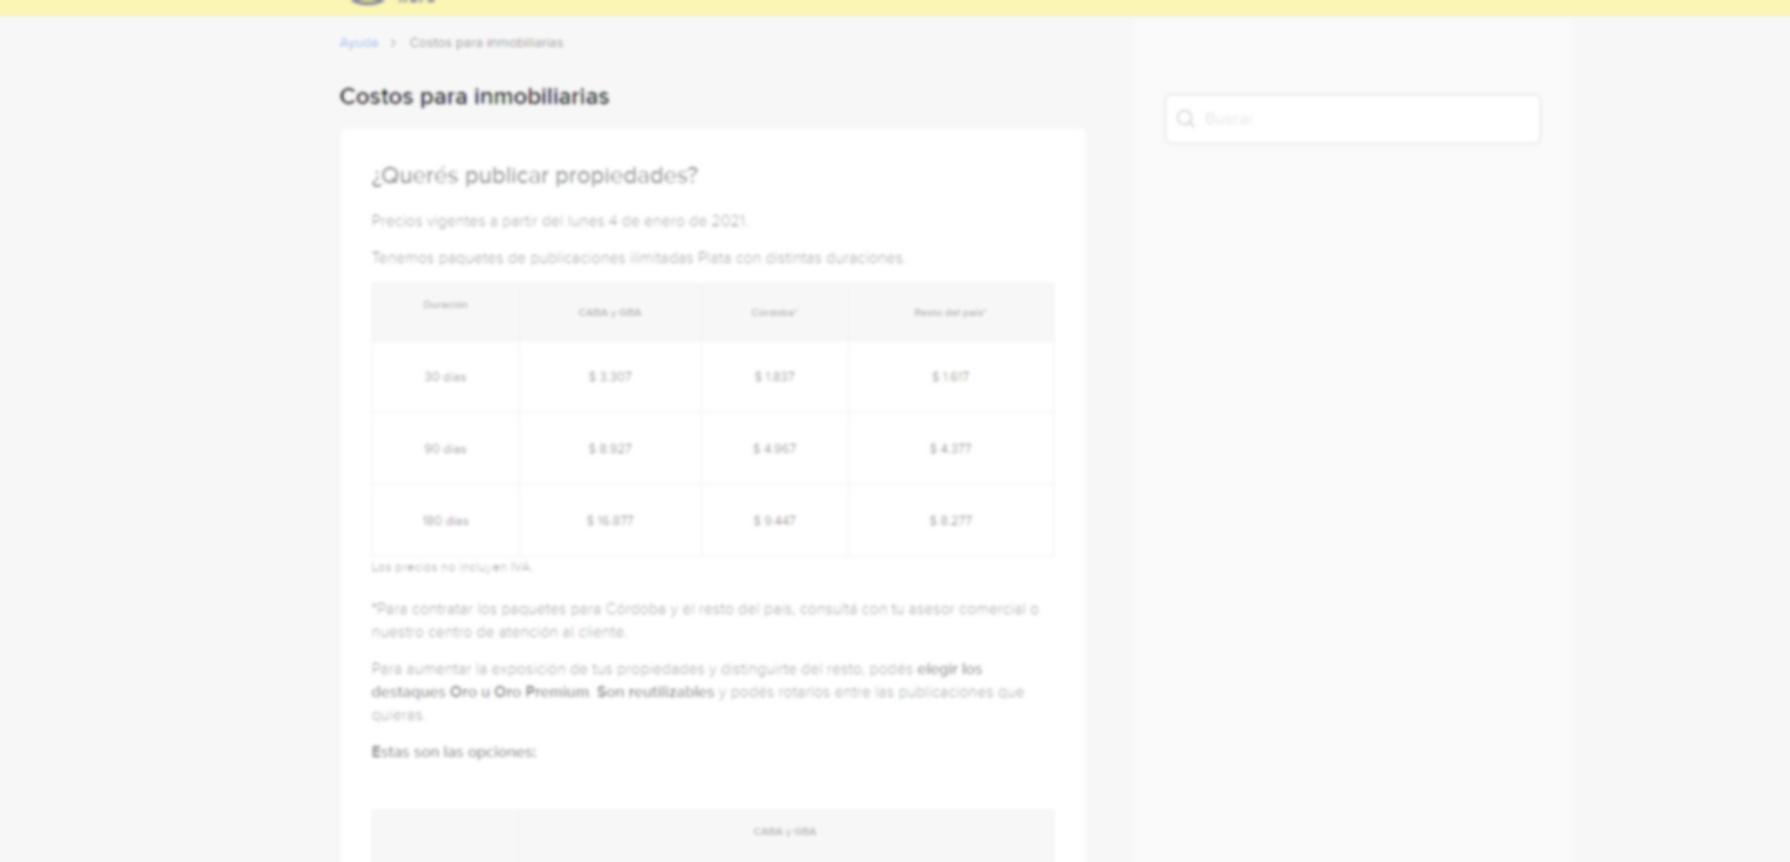 Ayuda > Costos para inmobiliarias
Costos para inmobiliarias
Buscar
¿Querés publicar propiedades?
Precios vigentes a partir del lunes 4 de enero de 2021.
Tenemos paquetes de publicaciones ilimitadas Plata con distintas duraciones.
Duración CABA y GBA Córdoba* Resto del país*
30 días $ 3.307 $ 1.837 $ 1.617
90 días $ 8.927 $ 4.967 $ 4.377
180 días $ 16.877 $ 9.447 $ 8.277
Los precios no incluyen IVA.
*Para contratar los paquetes para Córdoba y el resto del país, consultá con tu asesor comercial o
nuestro centro de atención al cliente.
Para aumentar la exposición de tus propiedades y distinguirte del resto, podés elegir los
destaques Oro u Oro Premium. Son reutilizables y podés rotarlos entre las publicaciones que
quieras.
Estas son las opciones:
CABA y GBA